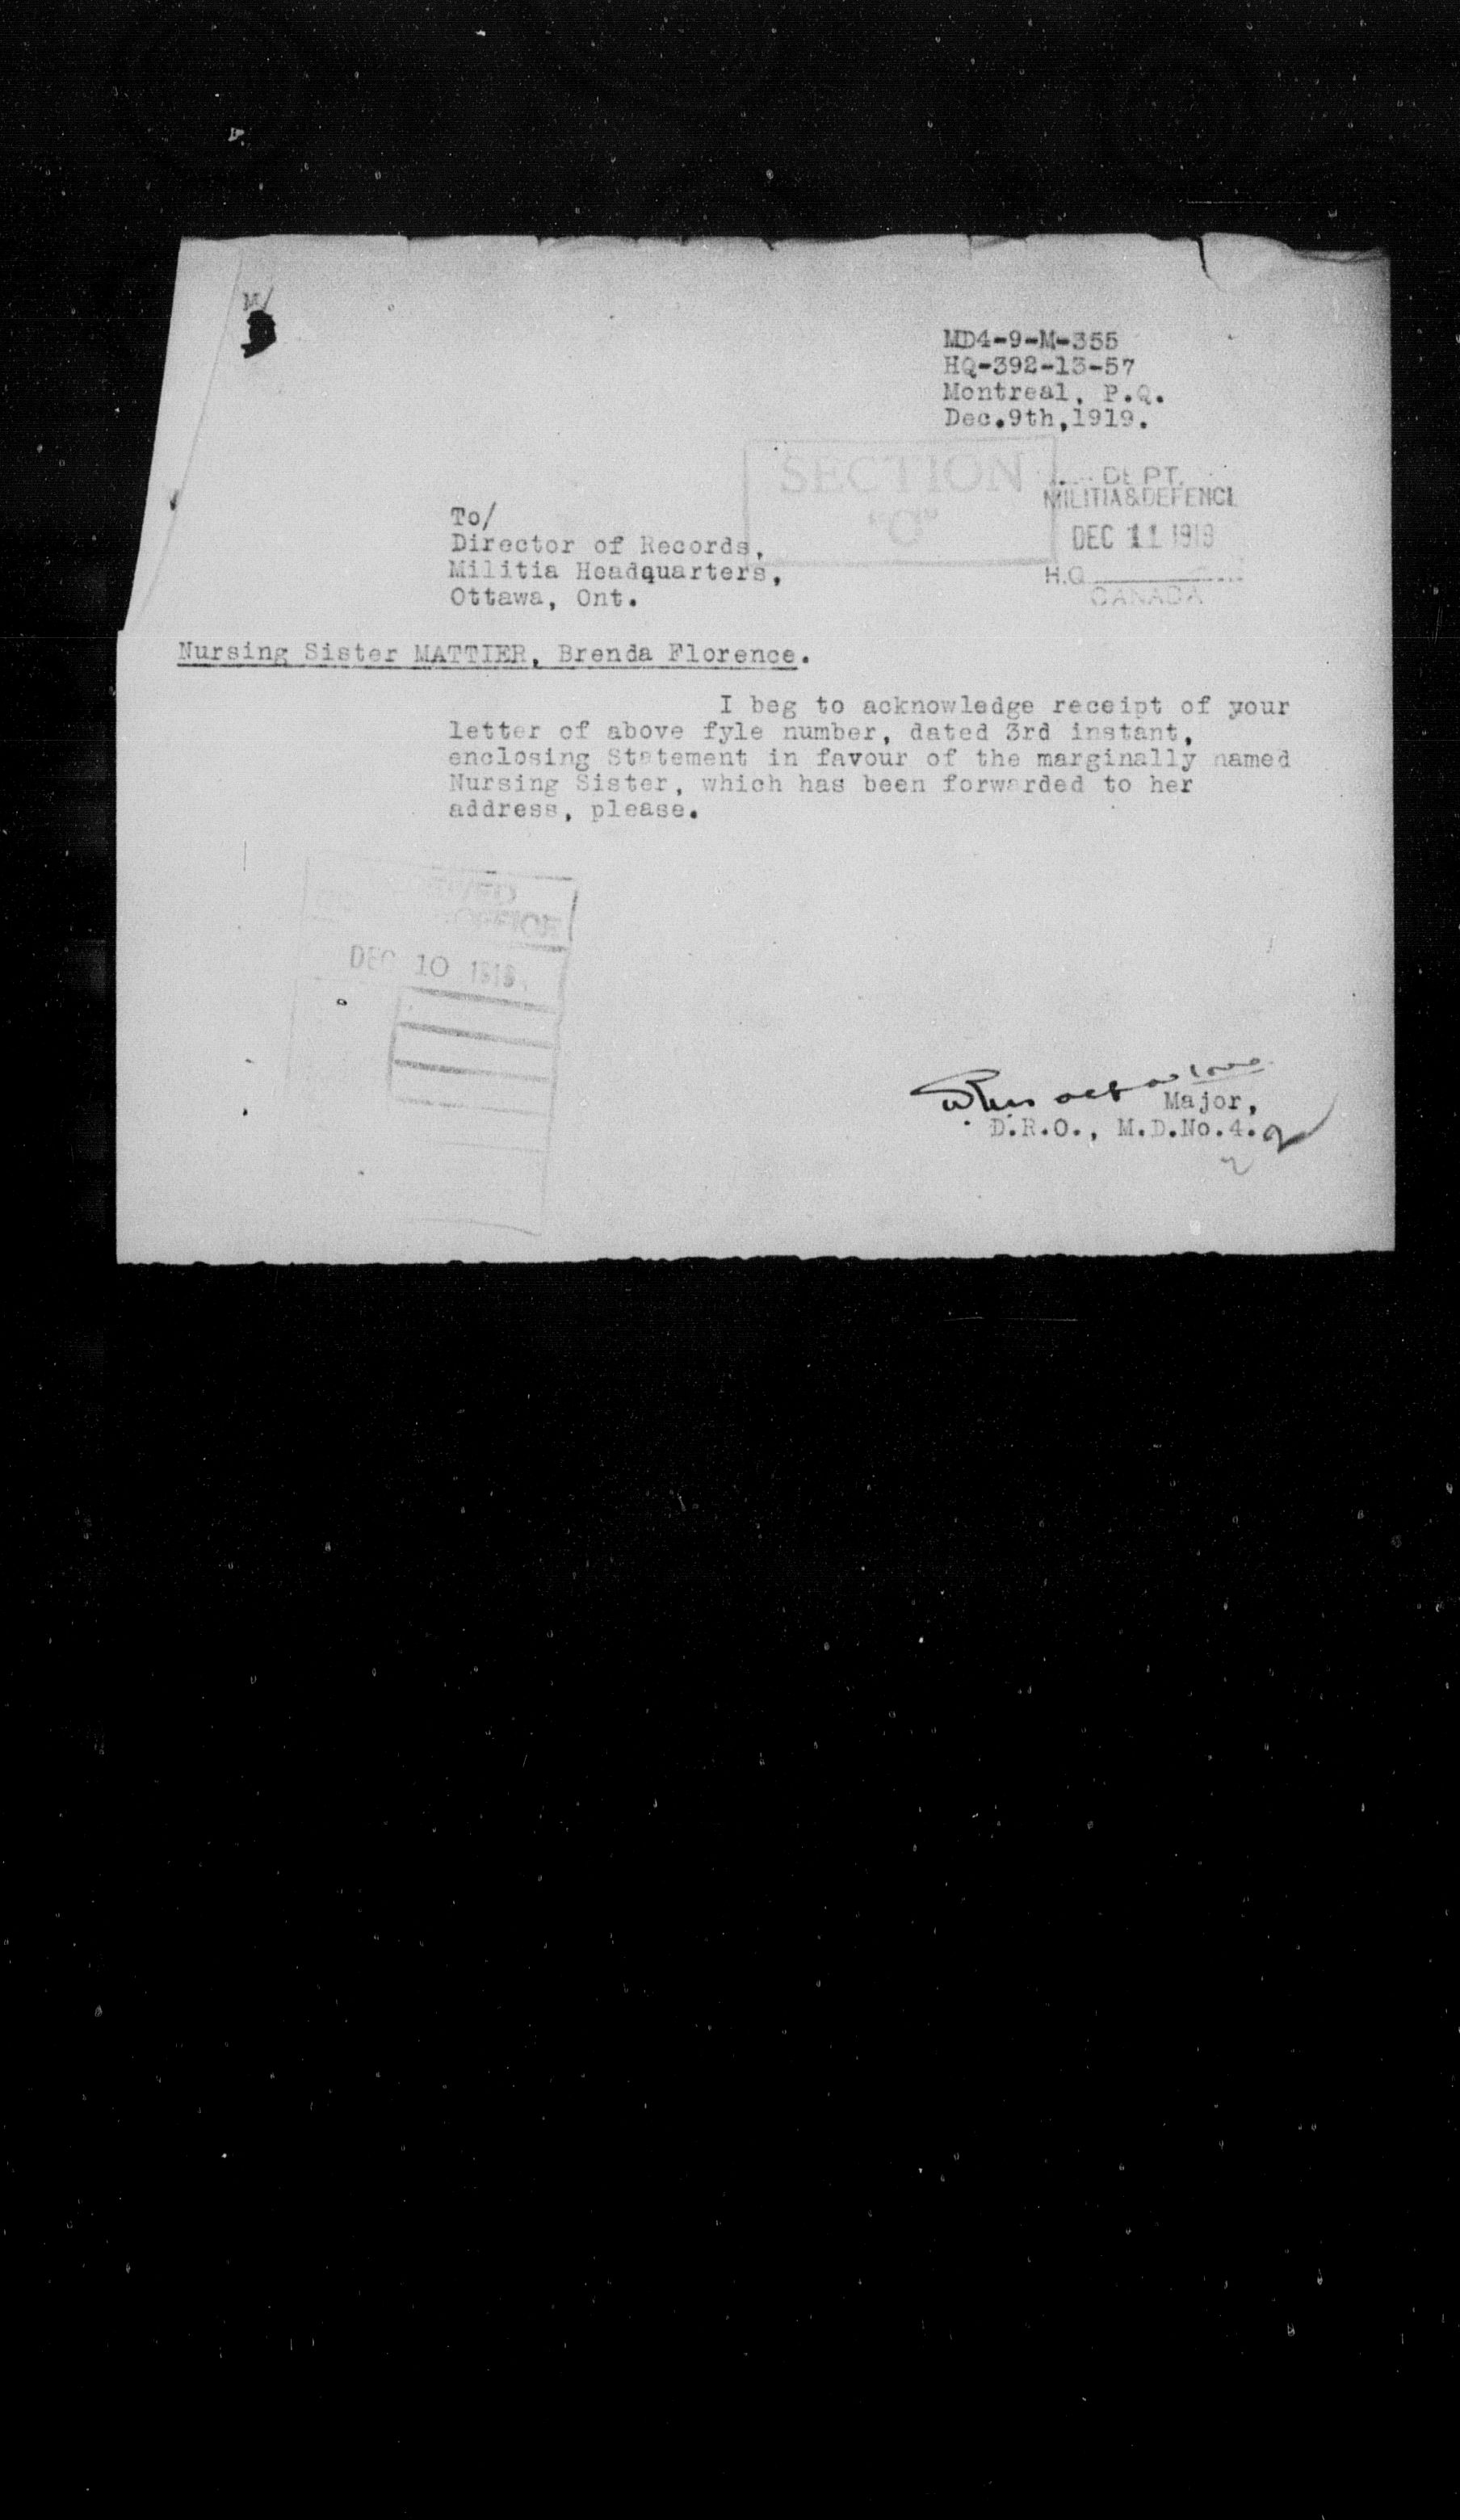 M/
MD4-9-M-355
HQ-392-13-57
Montreal, P.Q.
Dec.9th,1919.
SECTION
"C"
DEPT.
MILITIA & DEFENCE
DEC 11 1919
H.Q.
CANADA
To/
Director of Records,
Militia Headquarters,
Ottawa, Ont.
Nursing Sister MATTIER, Brenda Florence.
I beg to acknowledge receipt of your
letter of above fyle number, dated 3rd instant,
enclosing Statement in favour of the marginally named
Nursing Sister, which has been forwarded to her
address, please.
DEC 10 1919
Major,
D.R.O., M.D.No.4.